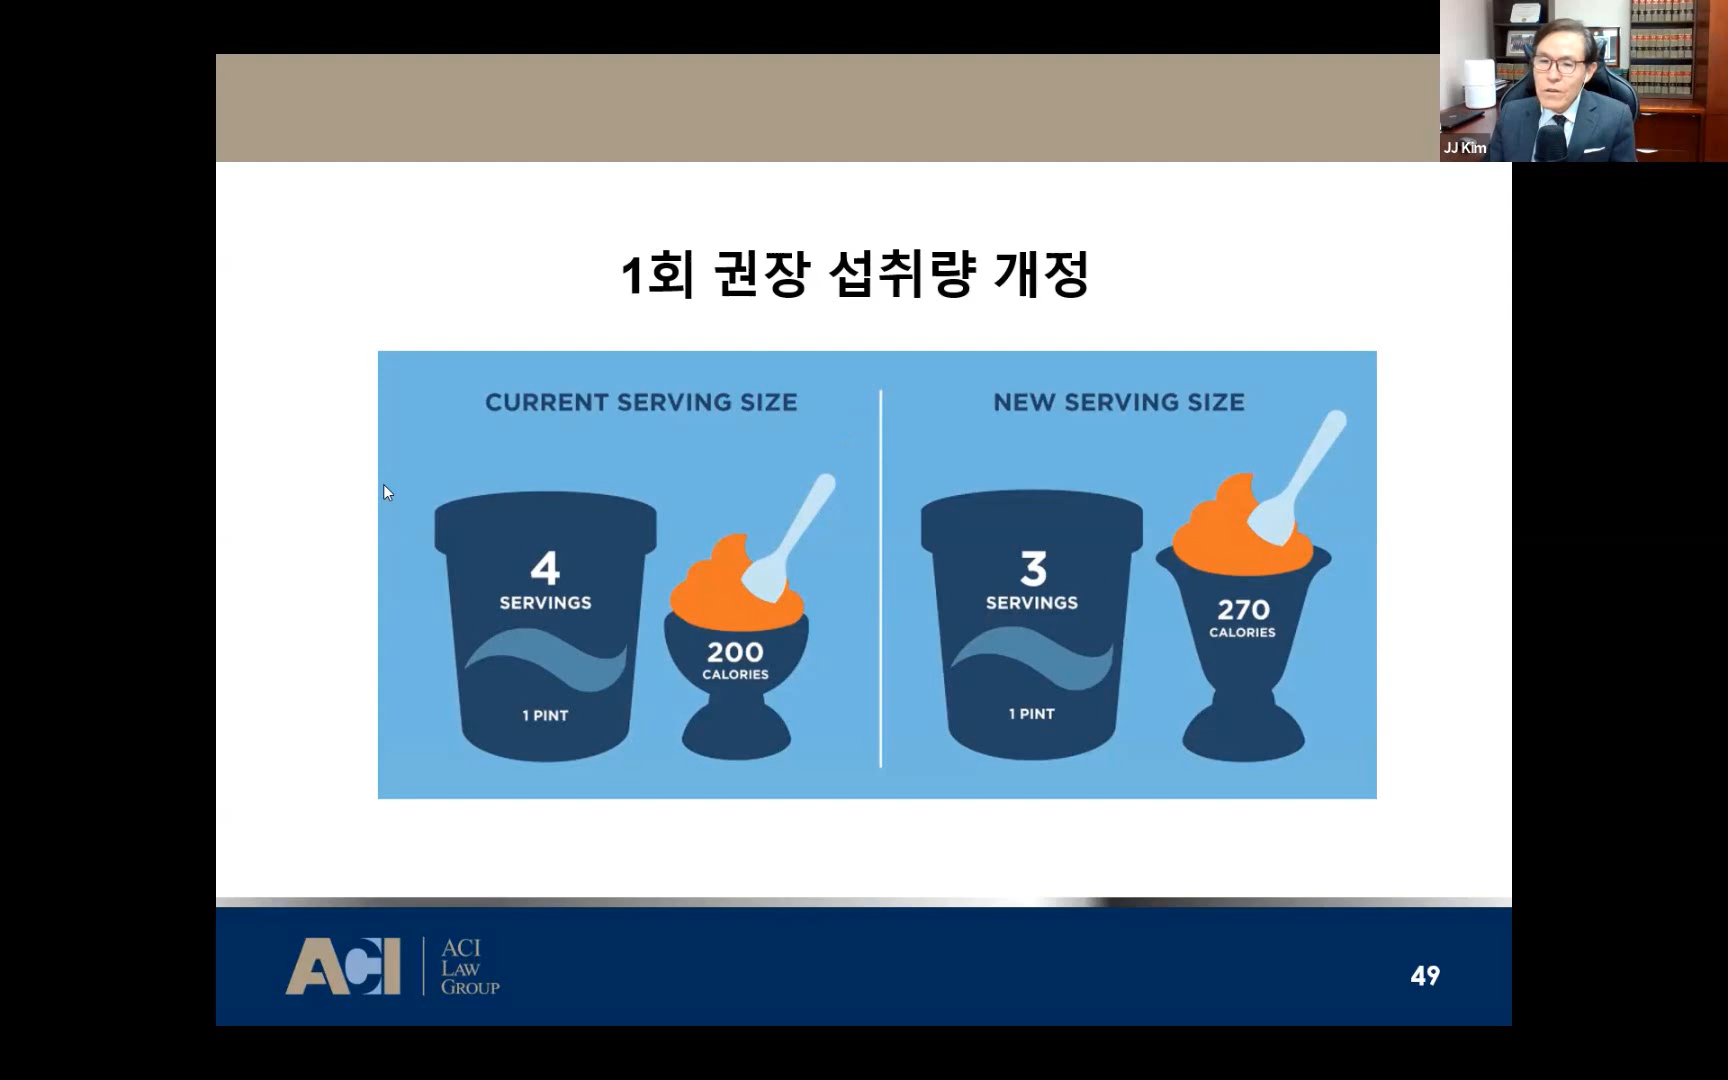 JJ Kim
1회 권장 섭취량 개정
CURRENT SERVING SIZE
4
SERVINGS
1 PINT
200
CALORIES
NEW SERVING SIZE
3
SERVINGS
1 PINT
270
CALORIES
ACI
ACI
LAW
GROUP
49